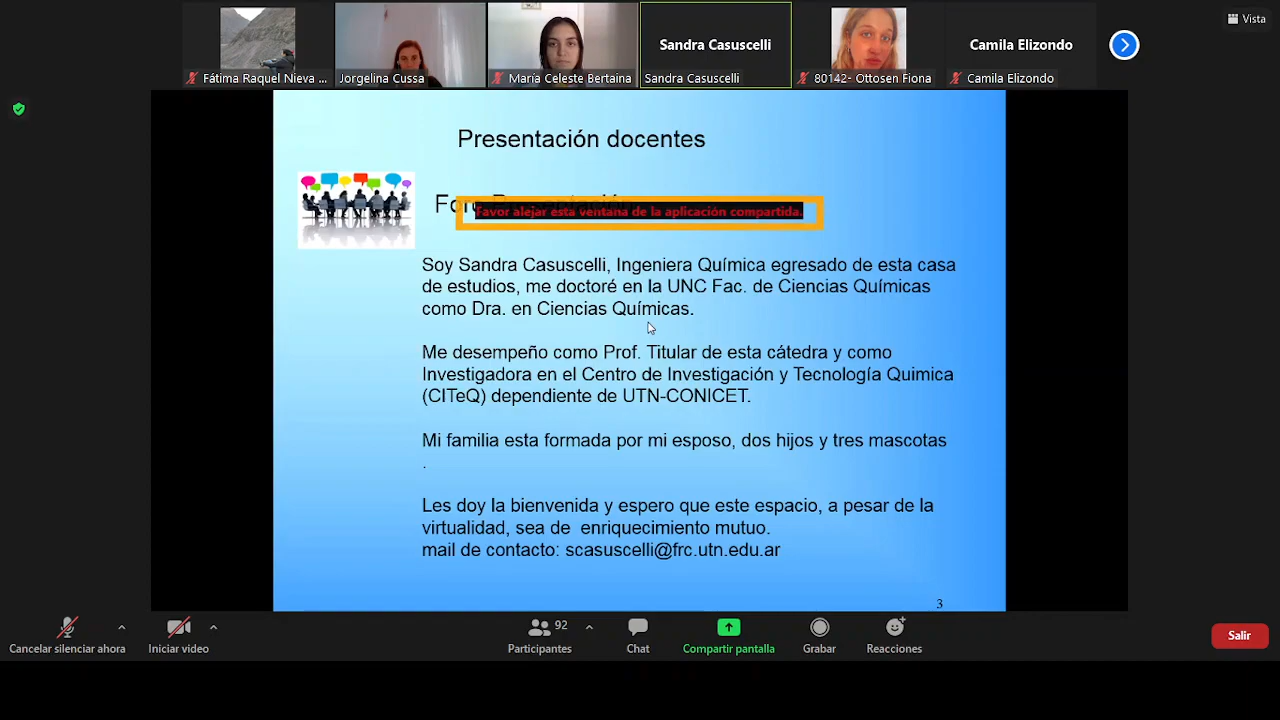 Vista
Sandra Casuscelli
Camila Elizondo
Fátima Raquel Nieva ...
Jorgelina Cussa
María Celeste Bertaina
Sandra Casuscelli
80142- Ottosen Fiona
Camila Elizondo
Presentación docentes
Foro Presentación
Favor alejar esta ventana de la aplicación compartida.
Soy Sandra Casuscelli, Ingeniera Química egresado de esta casa
de estudios, me doctoré en la UNC Fac. de Ciencias Químicas
como Dra. en Ciencias Químicas.
Me desempeño como Prof. Titular de esta cátedra y como
Investigadora en el Centro de Investigación y Tecnología Quimica
(CITeQ) dependiente de UTN-CONICET.
Mi familia esta formada por mi esposo, dos hijos y tres mascotas
.
Les doy la bienvenida y espero que este espacio, a pesar de la
virtualidad, sea de enriquecimiento mutuo.
mail de contacto: scasuscelli@frc.utn.edu.ar
3
92
Cancelar silenciar ahora
Iniciar video
Participantes
Chat
Compartir pantalla
Grabar
Reacciones
Salir